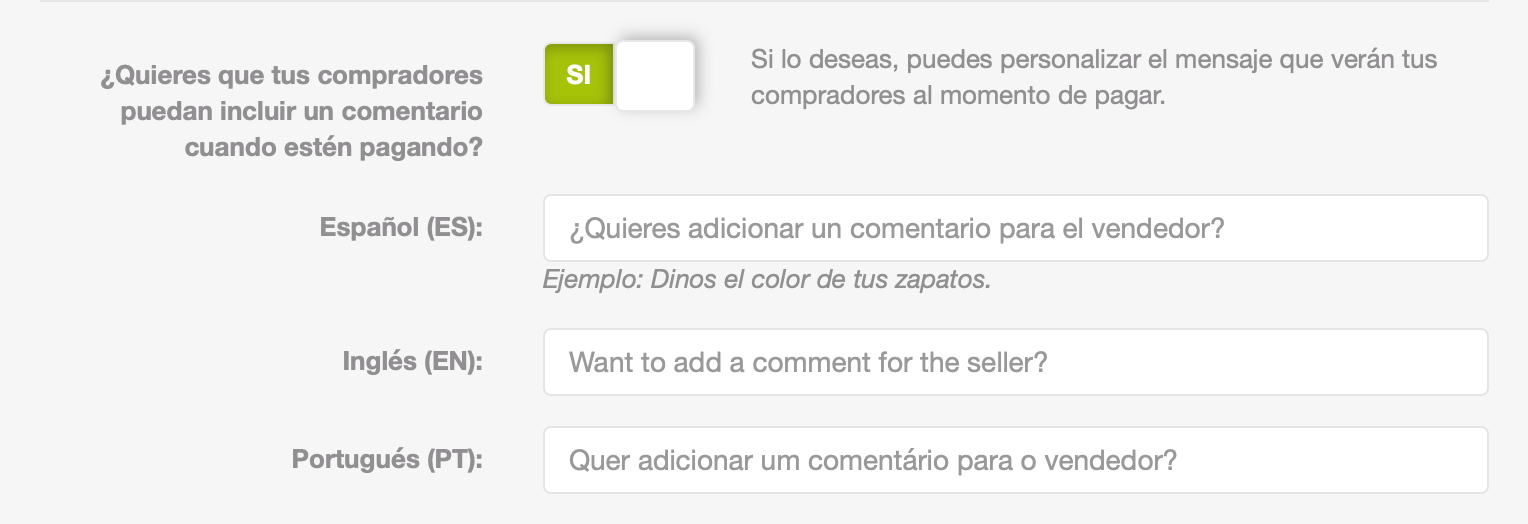 ¿Quieres que tus compradores
puedan incluir un comentario
cuando estén pagando?
SI
Si lo deseas, puedes personalizar el mensaje que verán tus
compradores al momento de pagar.
Español (ES):
¿Quieres adicionar un comentario para el vendedor?
Ejemplo: Dinos el color de tus zapatos.
Inglés (EN):
Want to add a comment for the seller?
Portugués (PT):
Quer adicionar um comentário para o vendedor?